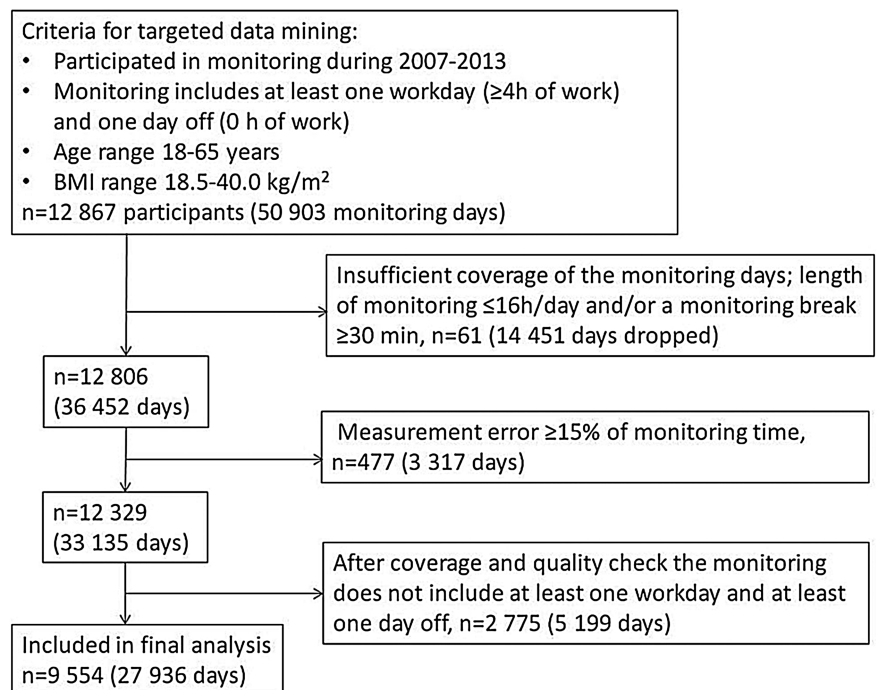 Criteria for targeted data mining:
• Participated in monitoring during 2007-2013
• Monitoring includes at least one workday (≥4h of work)
and one day off (0 h of work)
• Age range 18-65 years
• BMI range 18.5-40.0 kg/m²
n=12 867 participants (50 903 monitoring days)
Insufficient coverage of the monitoring days; length
of monitoring ≤16h/day and/or a monitoring break
≥30 min, n=61 (14 451 days dropped)
n=12 806
(36 452 days)
Measurement error ≥15% of monitoring time,
n=477 (3 317 days)
n=12 329
(33 135 days)
After coverage and quality check the monitoring
does not include at least one workday and at least
one day off, n=2 775 (5 199 days)
Included in final analysis
n=9 554 (27 936 days)